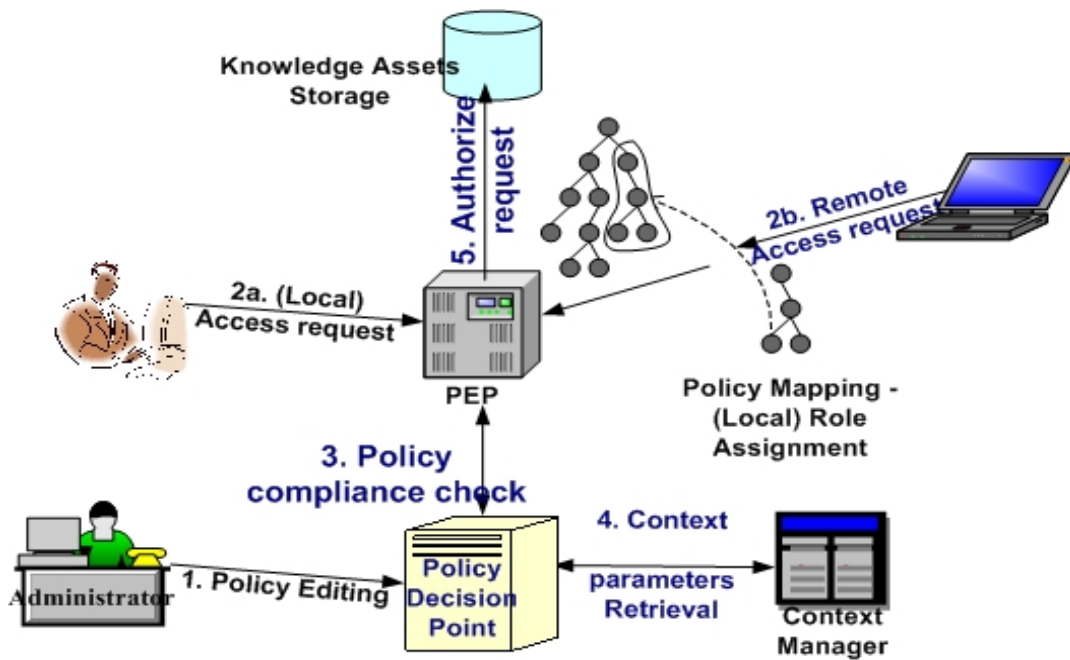 Knowledge Assets
Storage
5. Authorize
request
2b. Remote
Access request
2a. (Local)
Access request
PEP
Policy Mapping -
(Local) Role
Assignment
3. Policy
compliance check
4. Context
parameters
Retrieval
1. Policy Editing
Administrator
Policy
Decision
Point
Context
Manager